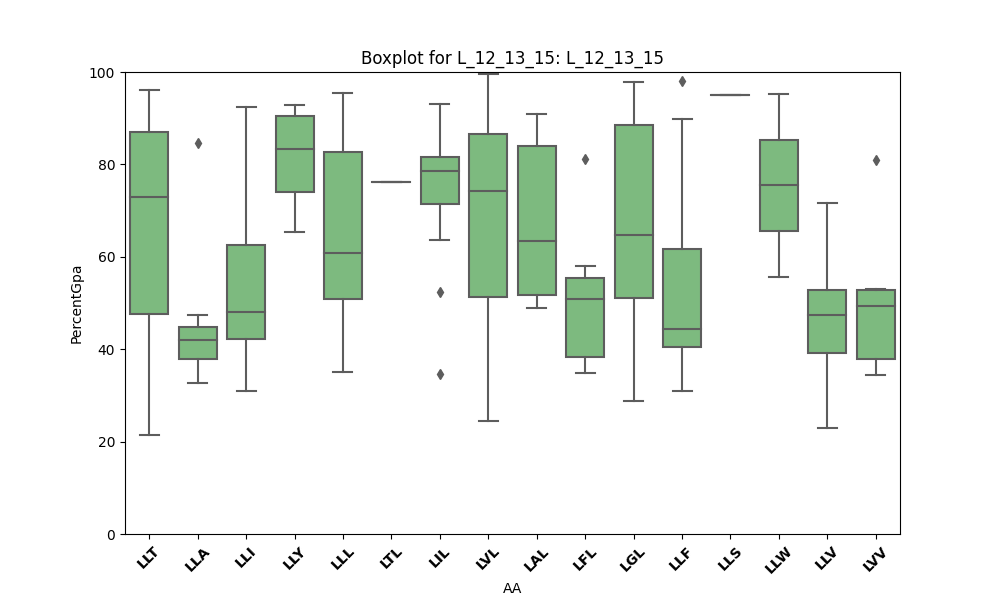 Boxplot for L_12_13_15: L_12_13_15
PercentGpa
100
80
60
40
20
0
LLT LLA LLI LLY LLL LTL LIL LVL LAL LFL LGL LLF LLS LLW LLV LVV
AA